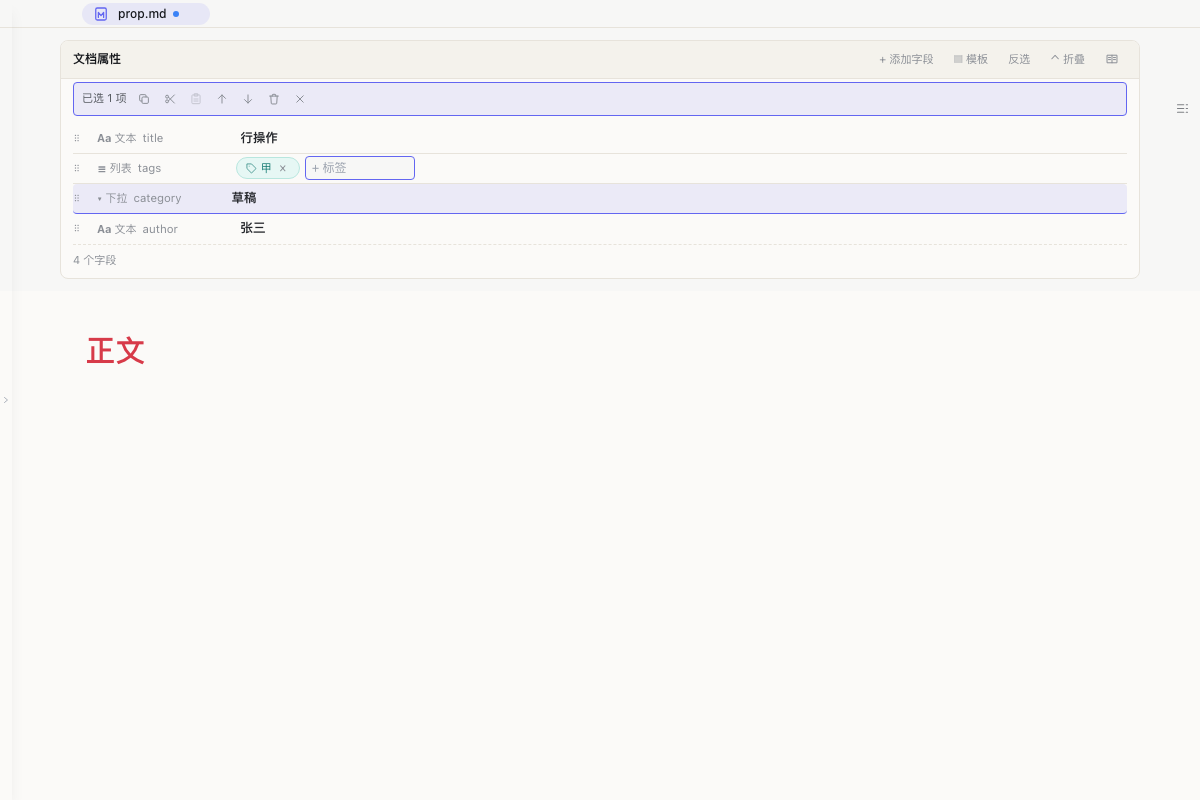 prop.md
文档属性
+ 添加字段 模板 反选 折叠
已选 1 项
Aa 文本 title 行操作
列表 tags 甲 × + 标签
下拉 category 草稿
Aa 文本 author 张三
4 个字段
正文